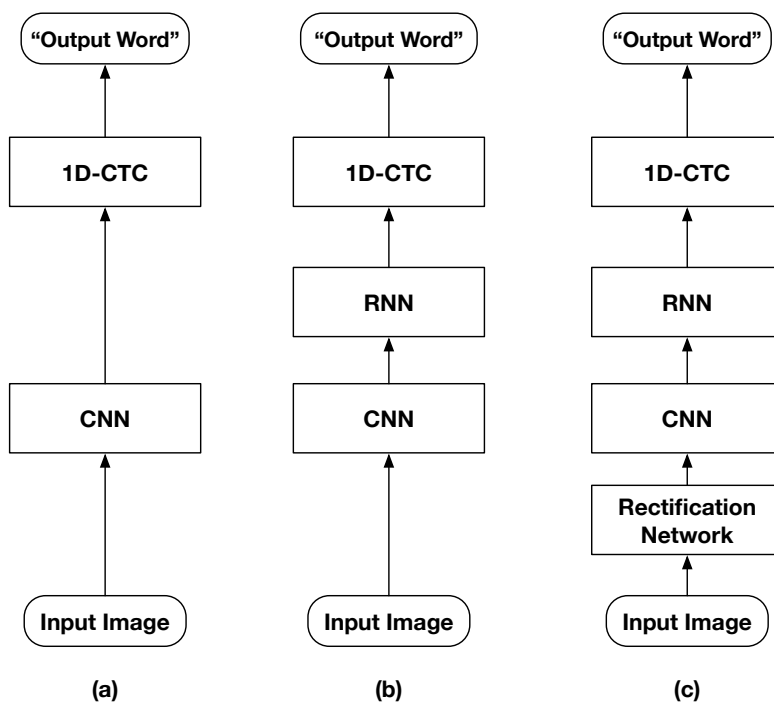 “Output Word”
1D-CTC
CNN
Input Image
(a)
“Output Word”
1D-CTC
RNN
CNN
Input Image
(b)
“Output Word”
1D-CTC
RNN
CNN
Rectification
Network
Input Image
(c)